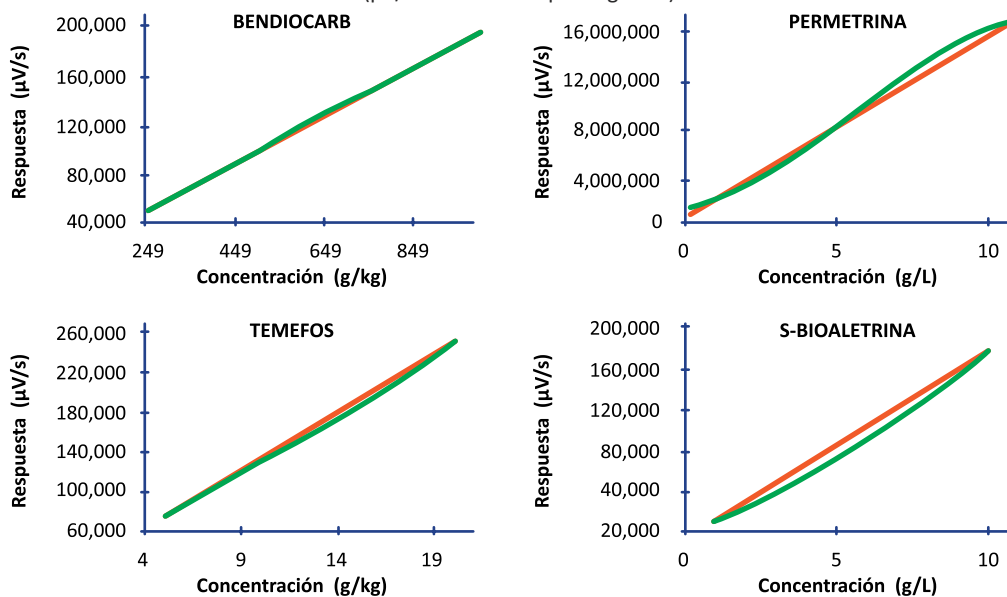 BENDIOCARB
Respuesta (µV/s)
200,000
160,000
120,000
80,000
40,000
249 449 649 849
Concentración (g/kg)
PERMETRINA
Respuesta (µV/s)
16,000,000
12,000,000
8,000,000
4,000,000
0
0 5 10
Concentración (g/L)
TEMEFOS
Respuesta (µV/s)
260,000
220,000
180,000
140,000
100,000
60,000
4 9 14 19
Concentración (g/kg)
S-BIOALETRINA
Respuesta (µV/s)
200,000
160,000
120,000
80,000
40,000
20,000
0 5 10
Concentración (g/L)